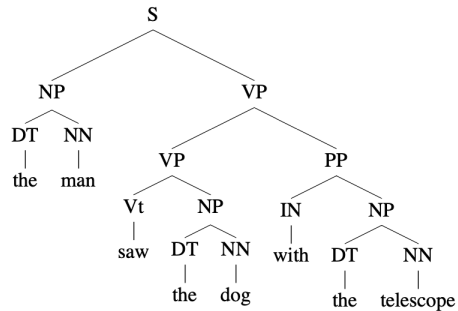 S
NP VP
DT NN VP PP
the man Vt NP IN NP
saw DT NN with DT NN
the dog the telescope